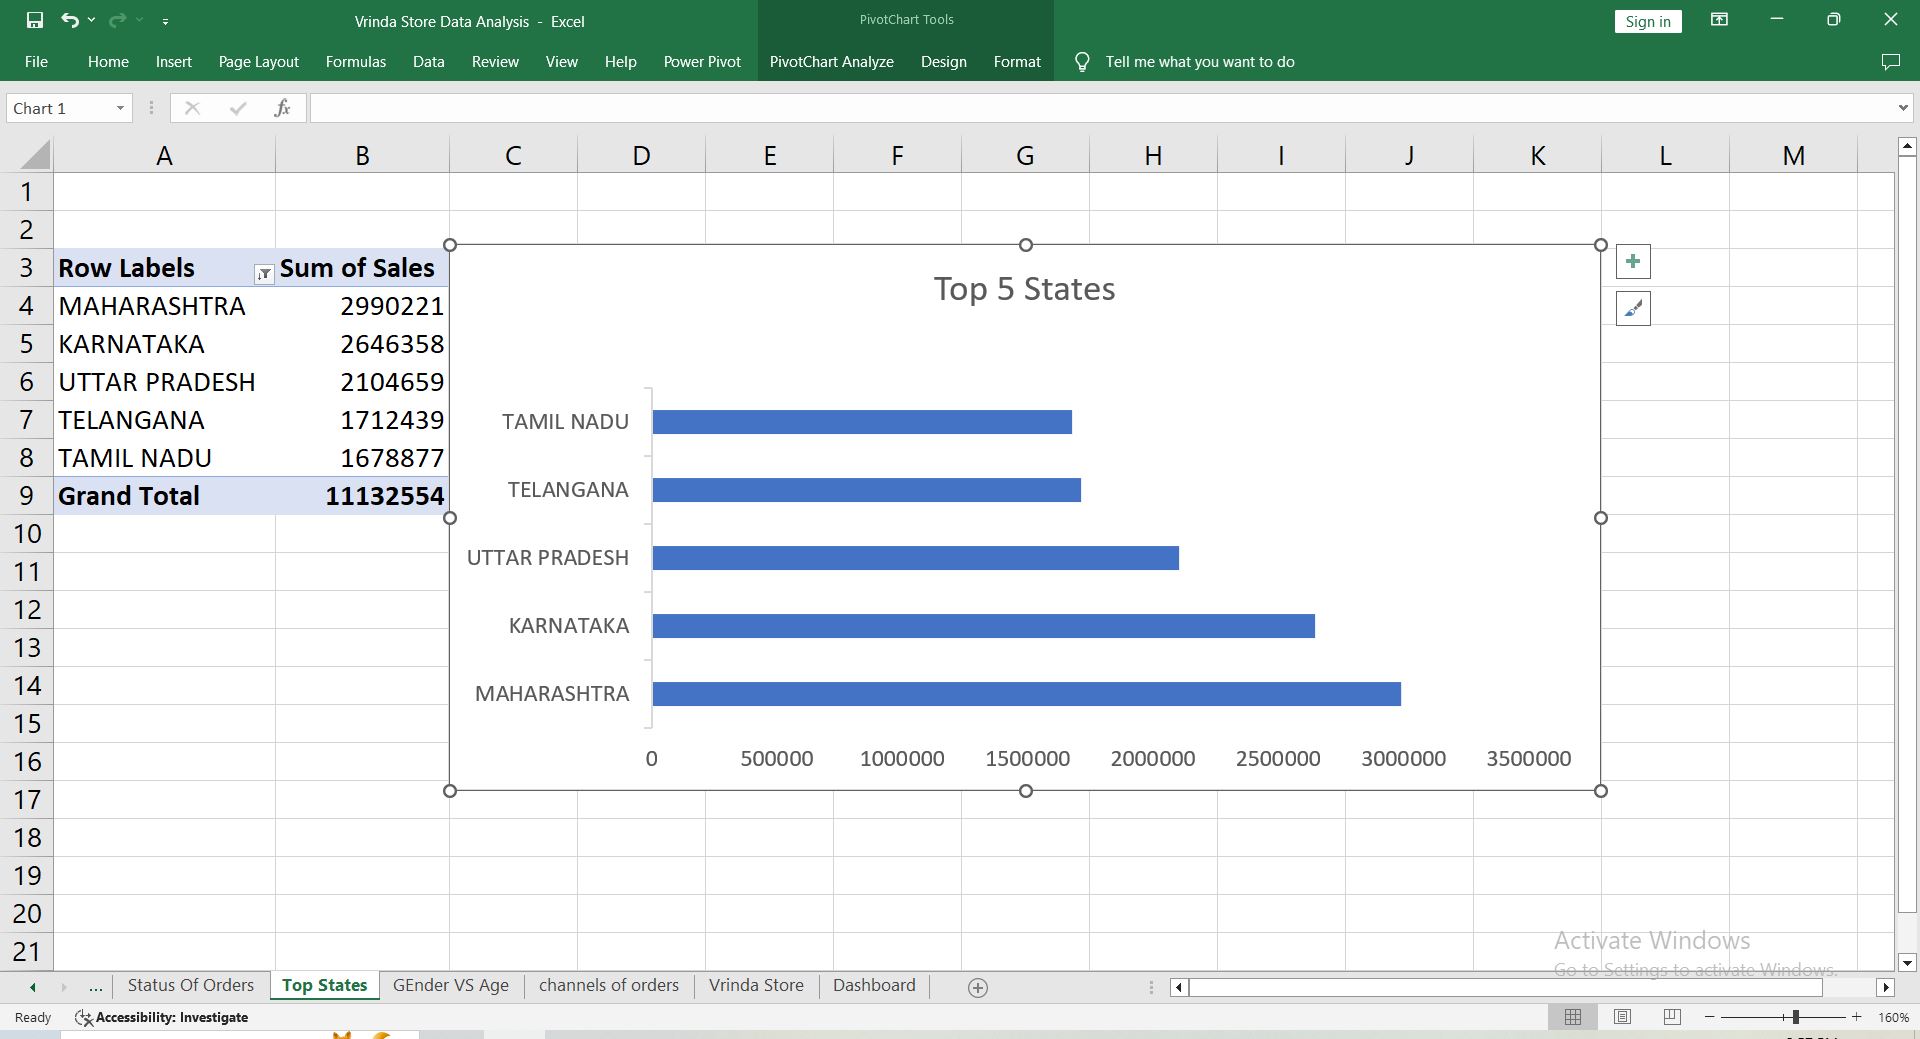 Vrinda Store Data Analysis - Excel
PivotChart Tools
Sign in
File Home Insert Page Layout Formulas Data Review View Help Power Pivot PivotChart Analyze Design Format Tell me what you want to do
Chart 1
fx
A B C D E F G H I J K L M
1
2
3 Row Labels Sum of Sales
4 MAHARASHTRA 2990221
5 KARNATAKA 2646358
6 UTTAR PRADESH 2104659
7 TELANGANA 1712439
8 TAMIL NADU 1678877
9 Grand Total 11132554
10
11
12
13
14
15
16
17
18
19
20
21
Top 5 States
TAMIL NADU
TELANGANA
UTTAR PRADESH
KARNATAKA
MAHARASHTRA
0 500000 1000000 1500000 2000000 2500000 3000000 3500000
Activate Windows
Go to Settings to activate Windows.
... Status Of Orders Top States GEnder VS Age channels of orders Vrinda Store Dashboard
Ready Accessibility: Investigate 160%